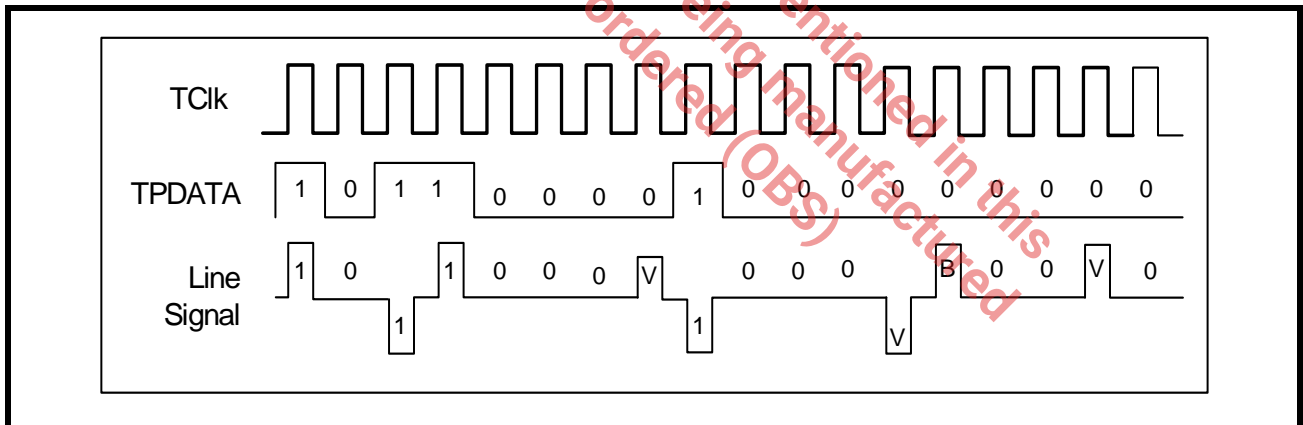 entioned in this
eing manufactured
ordered (OBS)
TClk
TPDATA 1 0 1 1 0 0 0 0 1 0 0 0 0 0 0 0 0 0
Line Signal 1 0 1 0 0 0 V 0 0 0 B 0 0 V 0
1 1 V